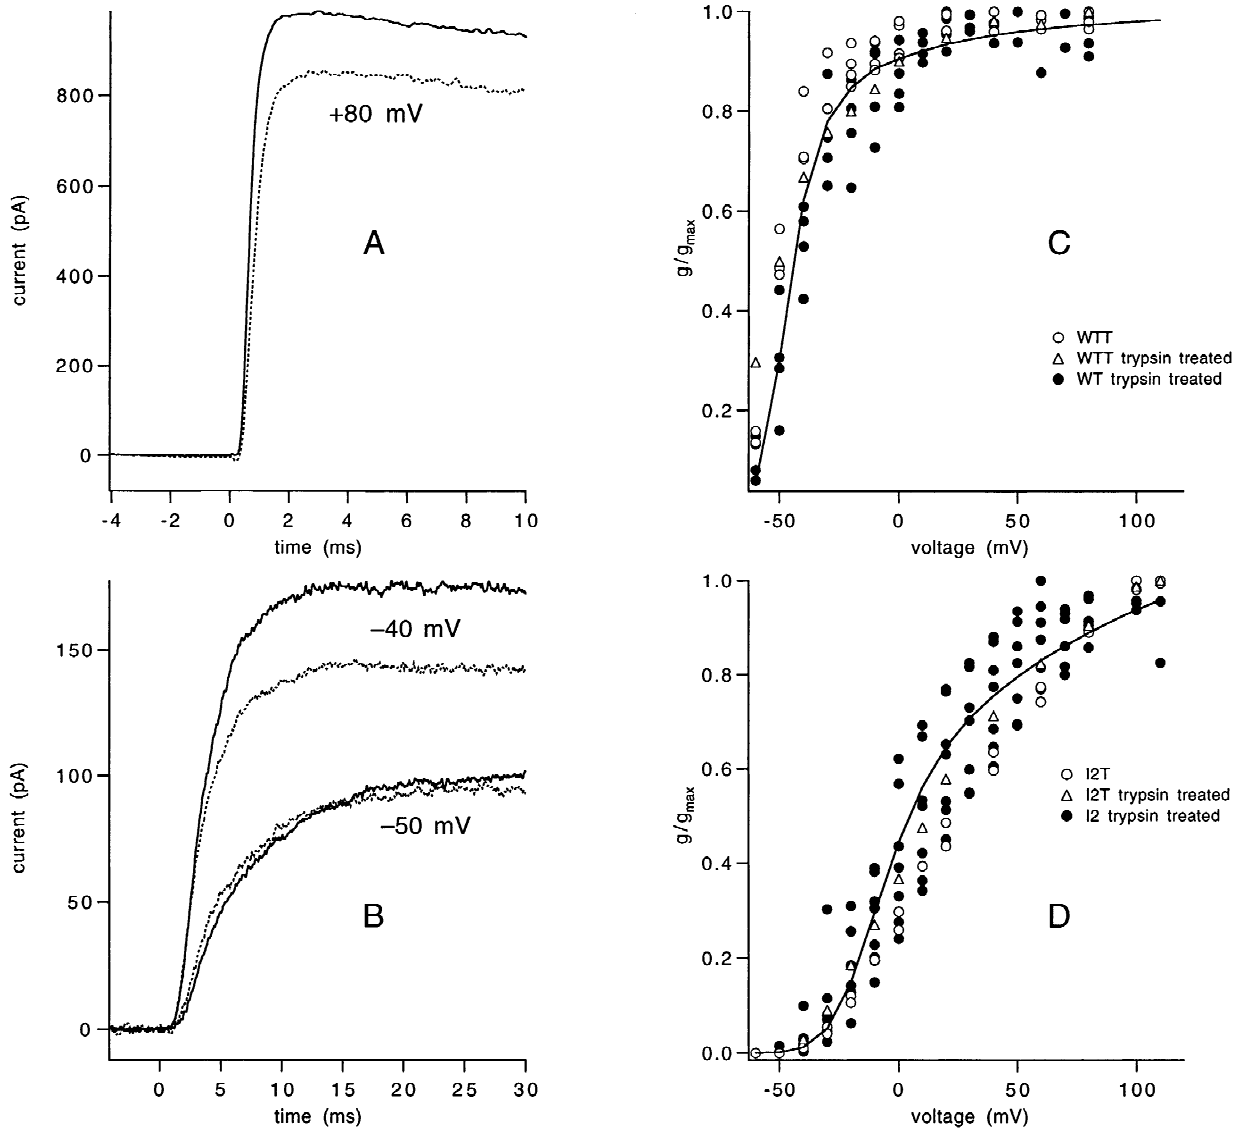 800
600
400
200
0
current (pA)
+80 mV
A
-4 -2 0 2 4 6 8 10
time (ms)
1.0
0.8
0.6
0.4
0.2
g/gmax
C
WTT
WTT trypsin treated
WT trypsin treated
-50 0 50 100
voltage (mV)
150
100
50
0
current (pA)
−40 mV
−50 mV
B
0 5 10 15 20 25 30
time (ms)
1.0
0.8
0.6
0.4
0.2
0.0
g/gmax
I2T
I2T trypsin treated
I2 trypsin treated
D
-50 0 50 100
voltage (mV)